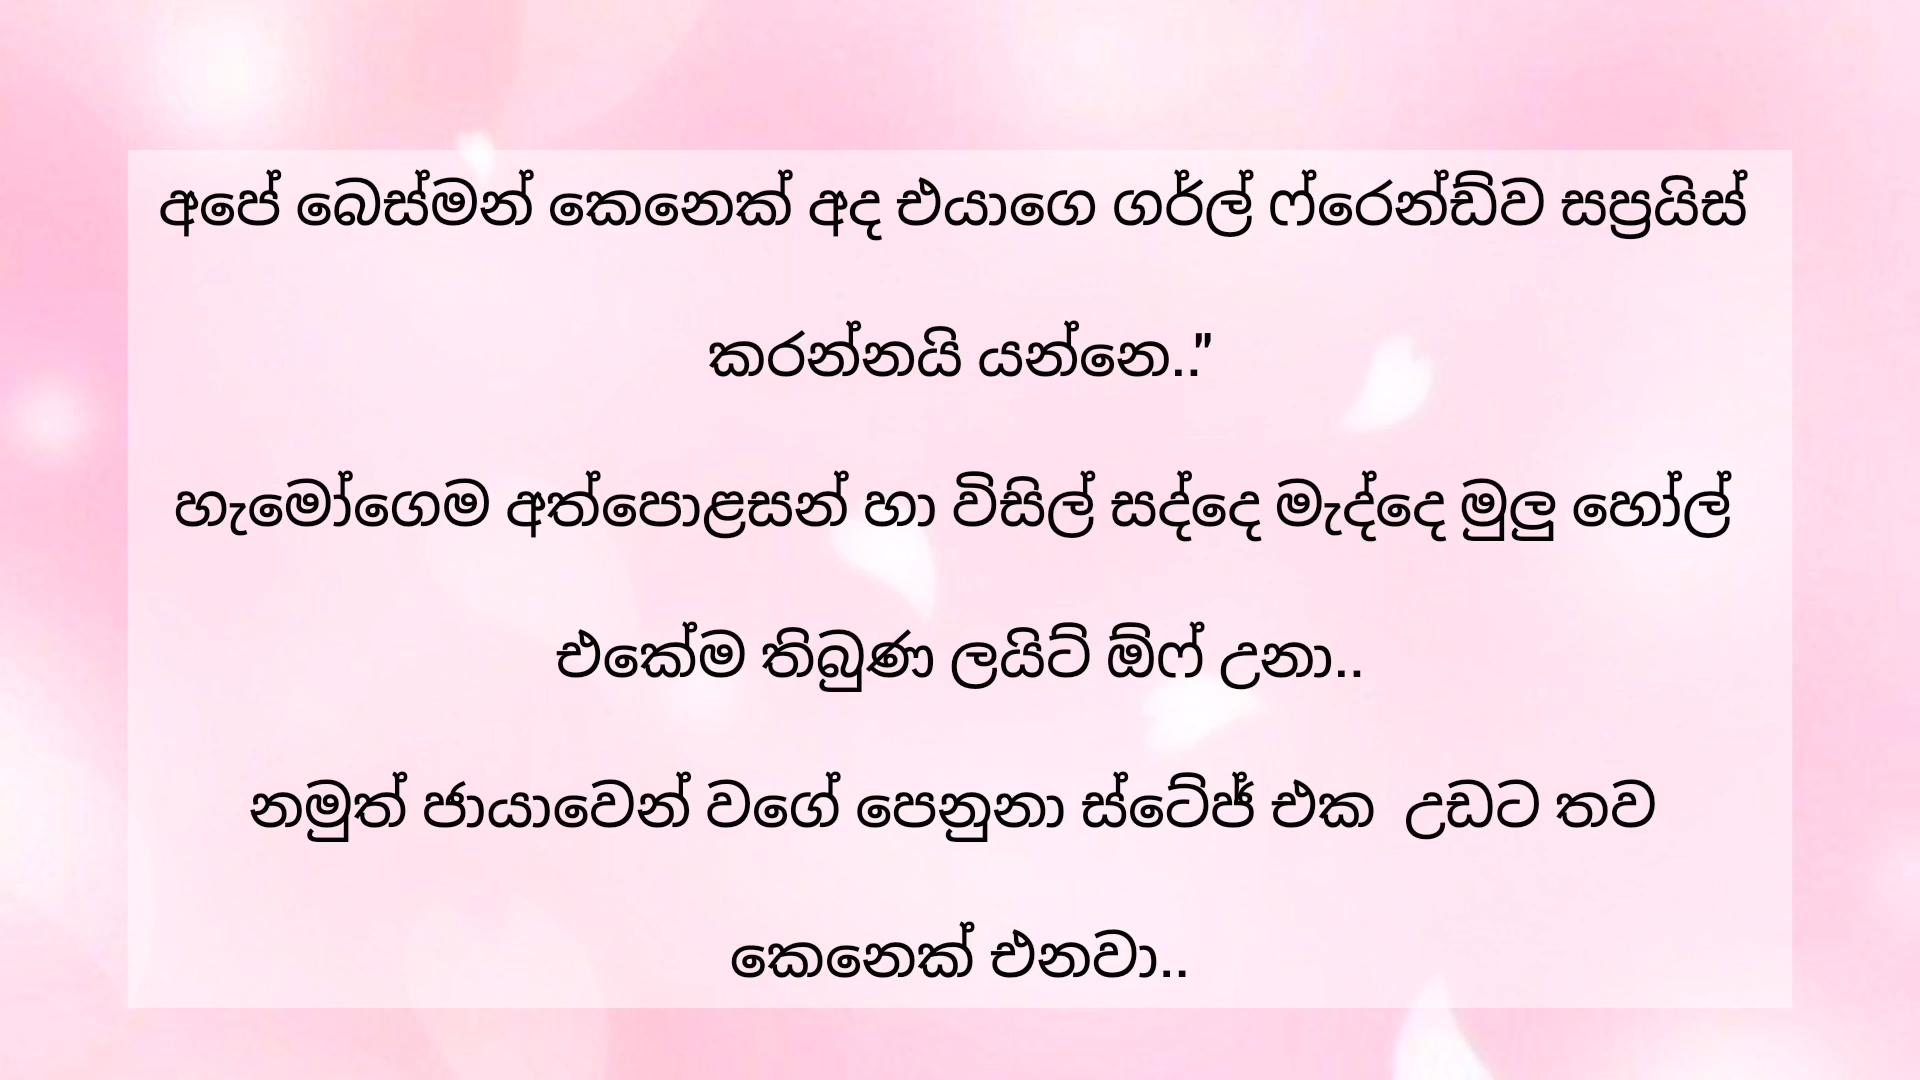 අපේ බෙස්මන් කෙනෙක් අද එයාගෙ ගර්ල් ෆ්රෙන්ඩ්ව සප්‍රයිස්
කරන්නයි යන්නෙ.."
හැමෝගෙම අත්පොළසන් හා විසිල් සද්දෙ මැද්දෙ මුලු හෝල්
එකේම තිබුණ ලයිට් ඕෆ් උනා..
නමුත් ජායාවෙන් වගේ පෙනුනා ස්ටේජ් එක  උඩට තව
කෙනෙක් එනවා..